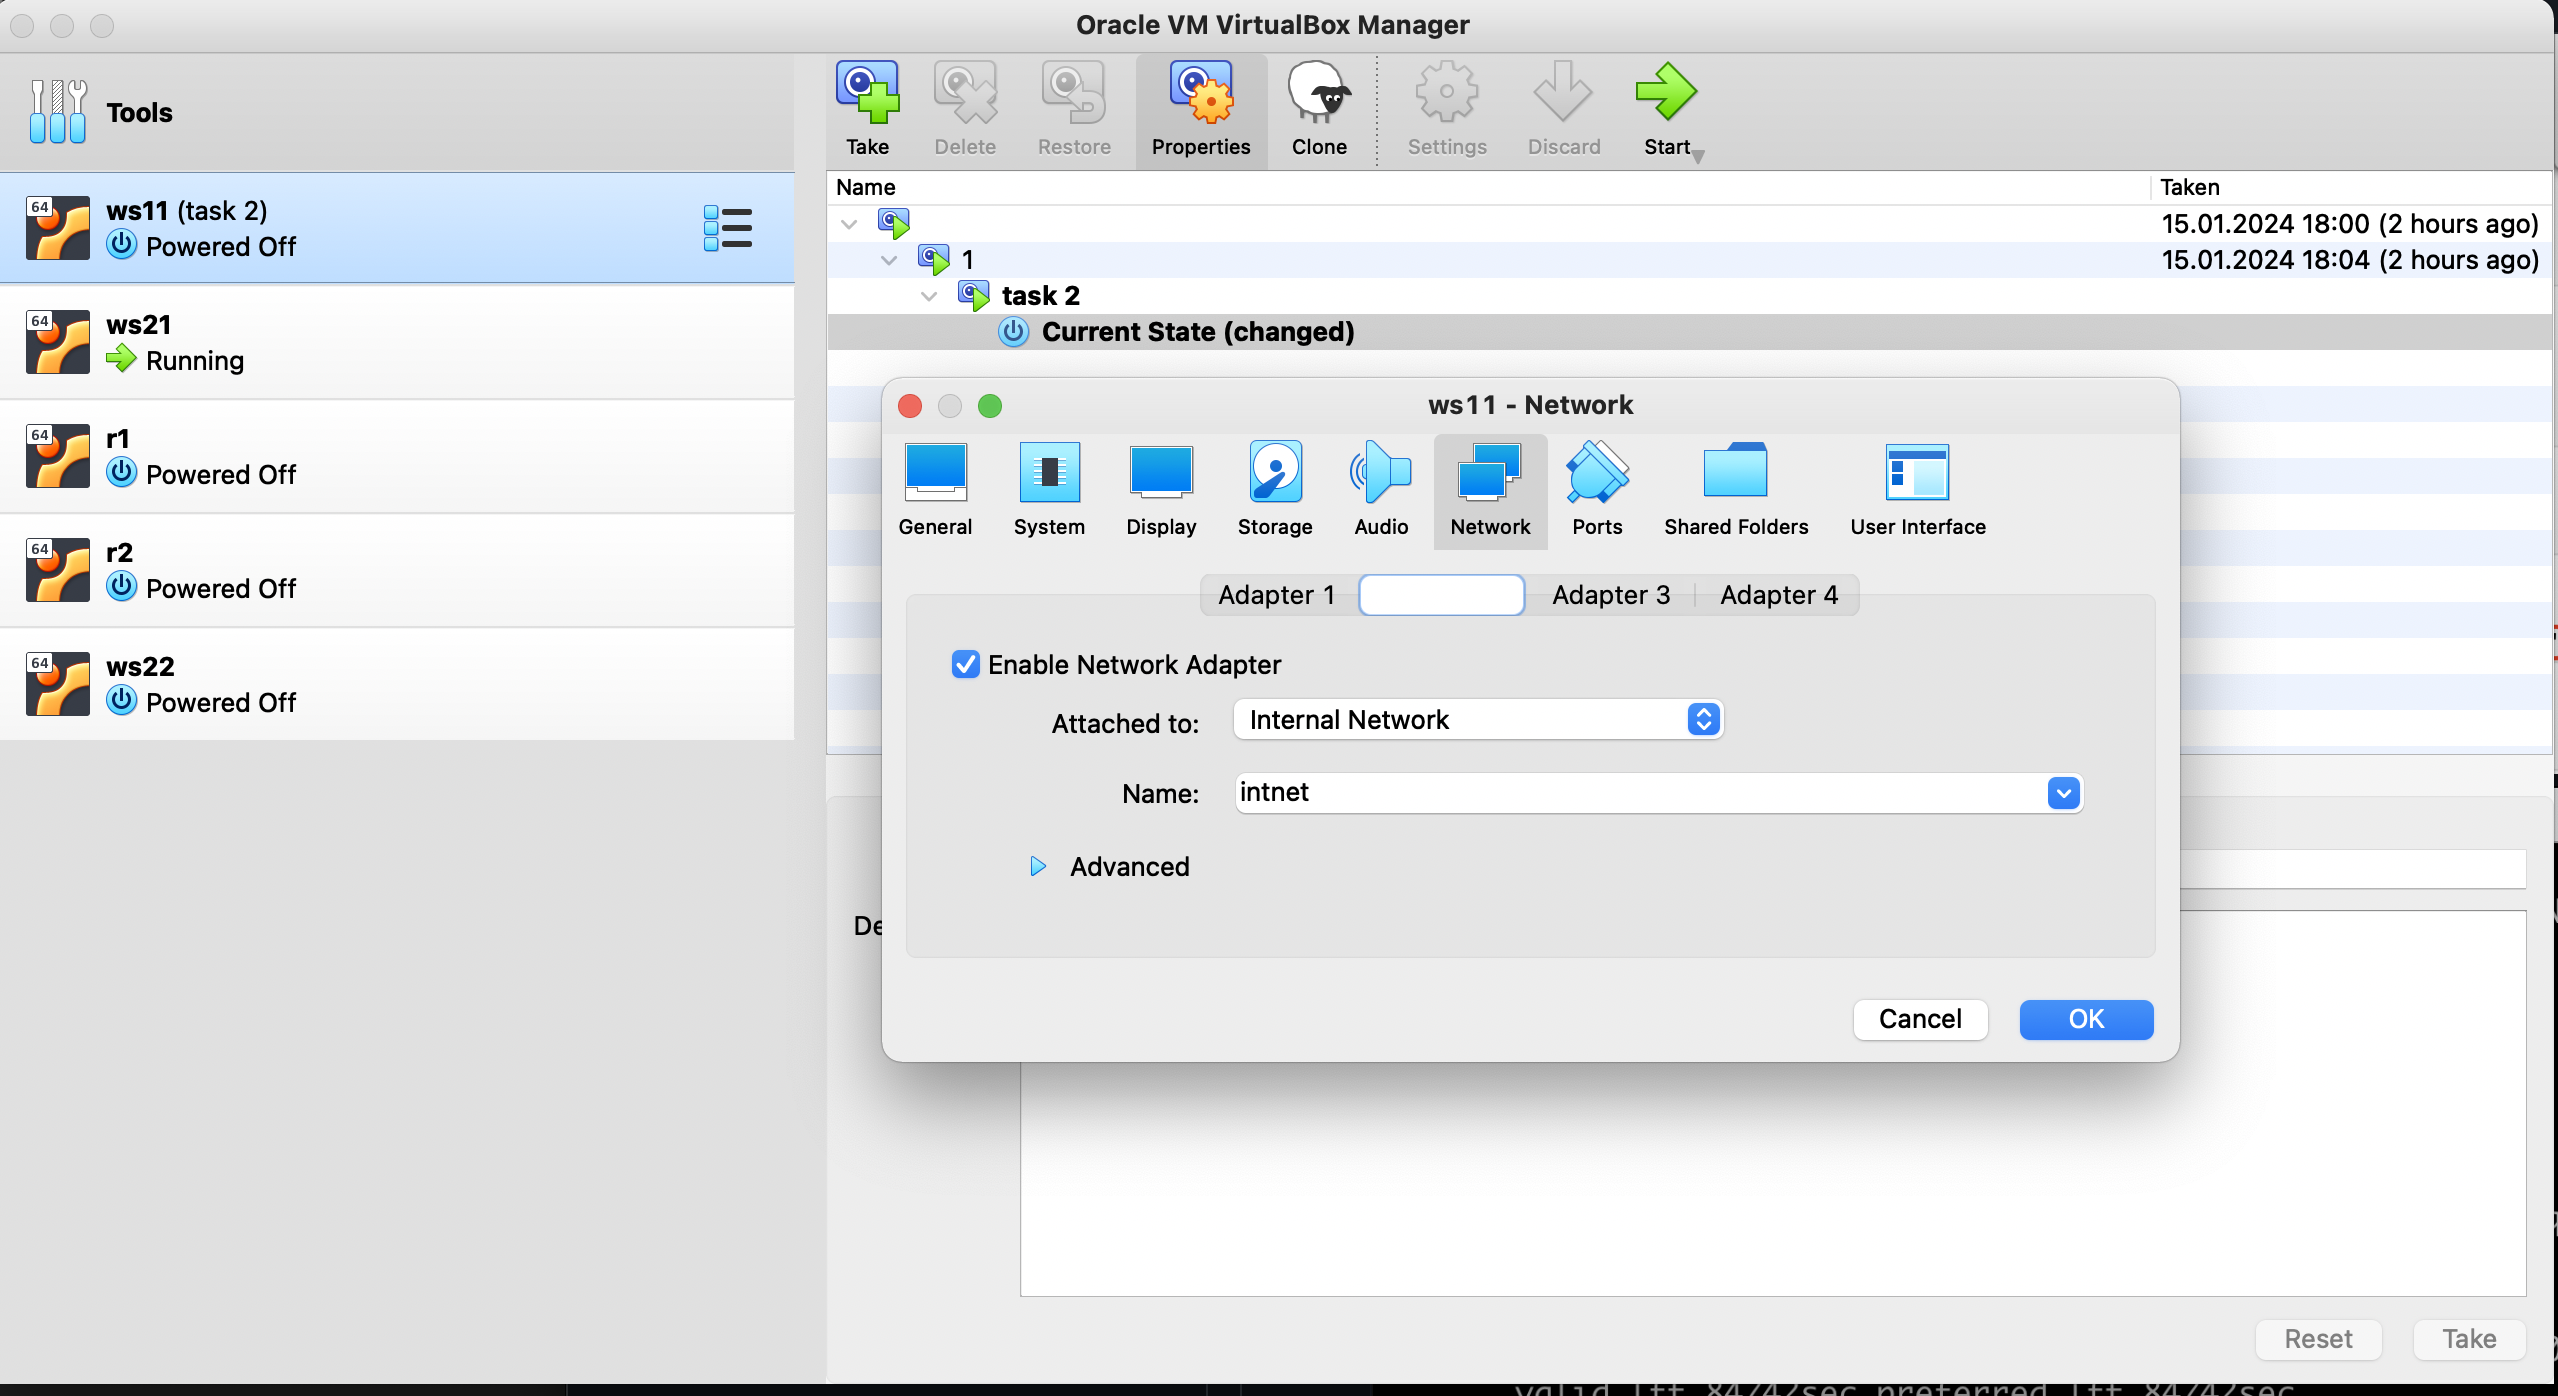 Oracle VM VirtualBox Manager
Tools
Take
Delete
Restore
Properties
Clone
Settings
Discard
Start
64
ws11 (task 2)
Powered Off
64
ws21
Running
64
r1
Powered Off
64
r2
Powered Off
64
ws22
Powered Off
Name
Taken
15.01.2024 18:00 (2 hours ago)
1
15.01.2024 18:04 (2 hours ago)
task 2
Current State (changed)
ws11 - Network
General
System
Display
Storage
Audio
Network
Ports
Shared Folders
User Interface
Adapter 1
Adapter 3
Adapter 4
Enable Network Adapter
Attached to:
Internal Network
Name:
intnet
Advanced
De
Cancel
OK
Reset
Take
valid_lft 84742sec preferred_lft 84742sec